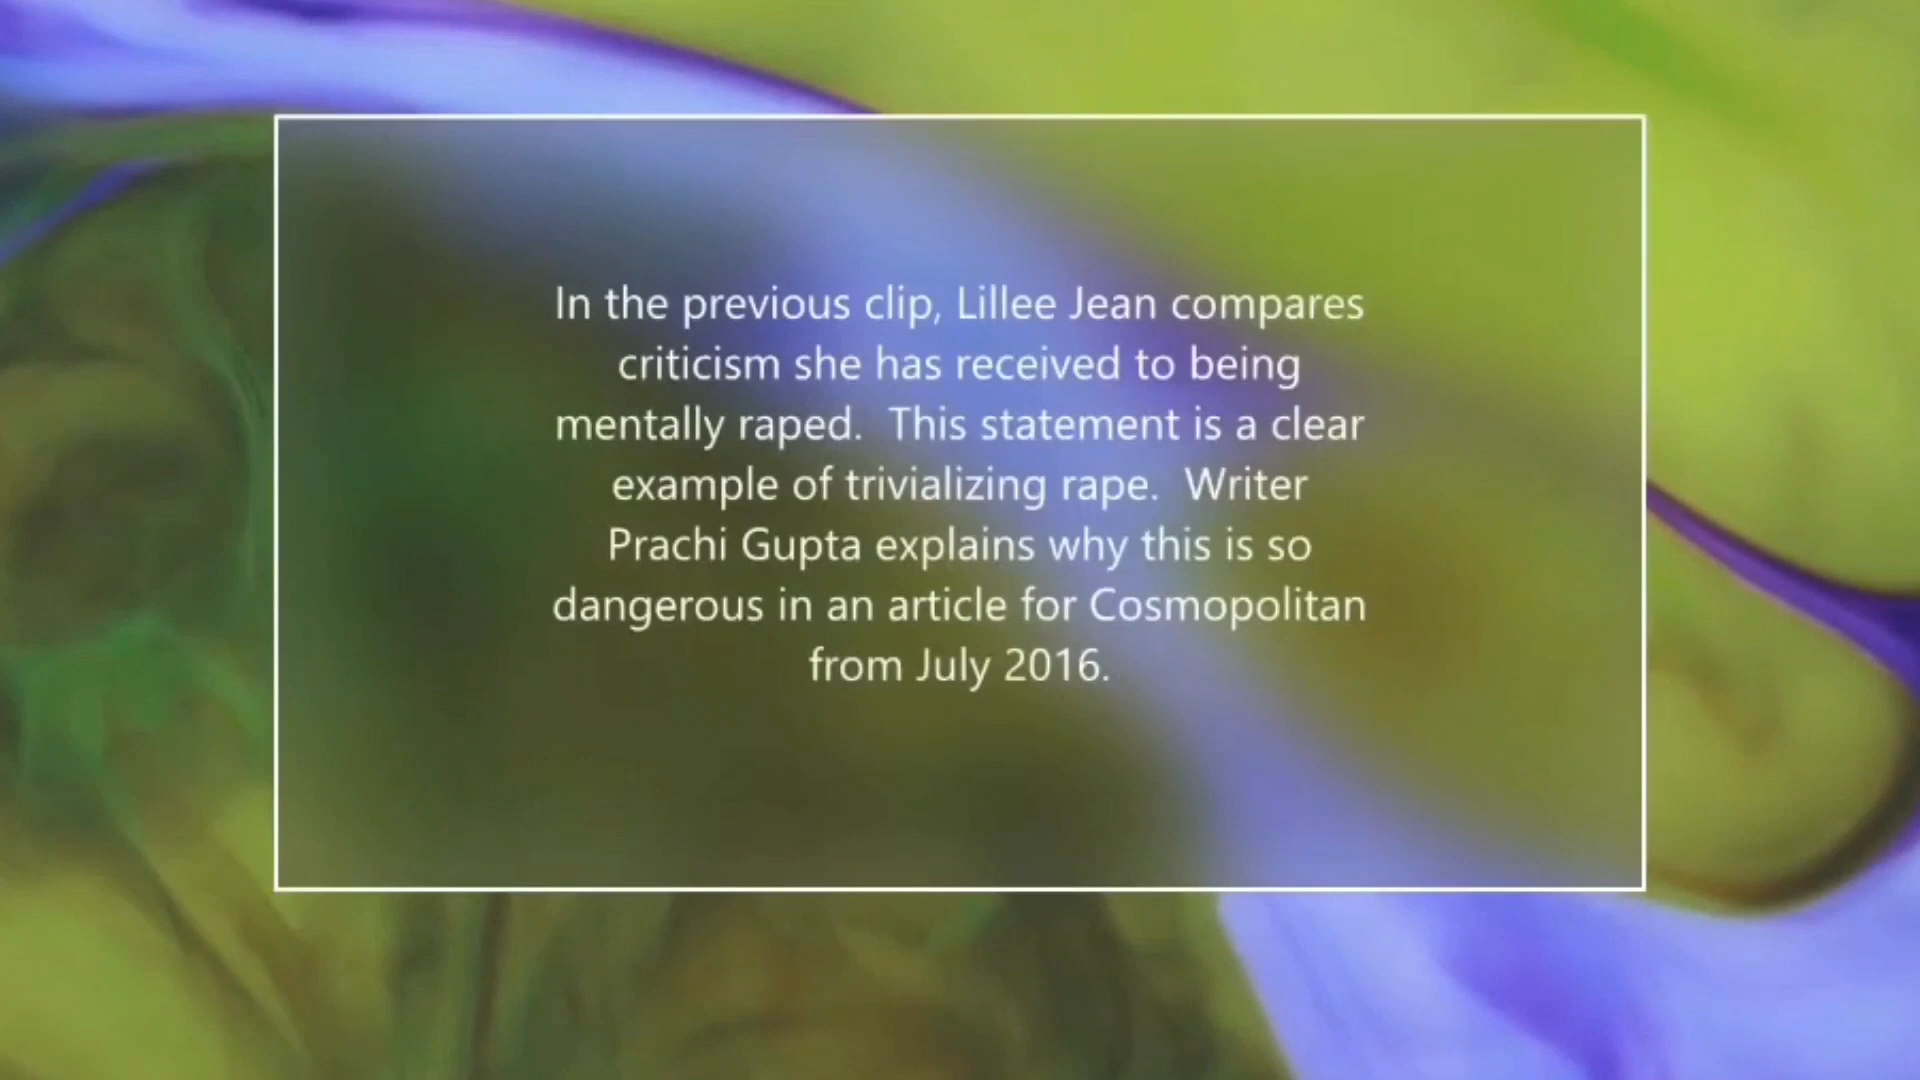 In the previous clip, Lillee Jean compares
criticism she has received to being
mentally raped.  This statement is a clear
example of trivializing rape.  Writer
Prachi Gupta explains why this is so
dangerous in an article for Cosmopolitan
from July 2016.